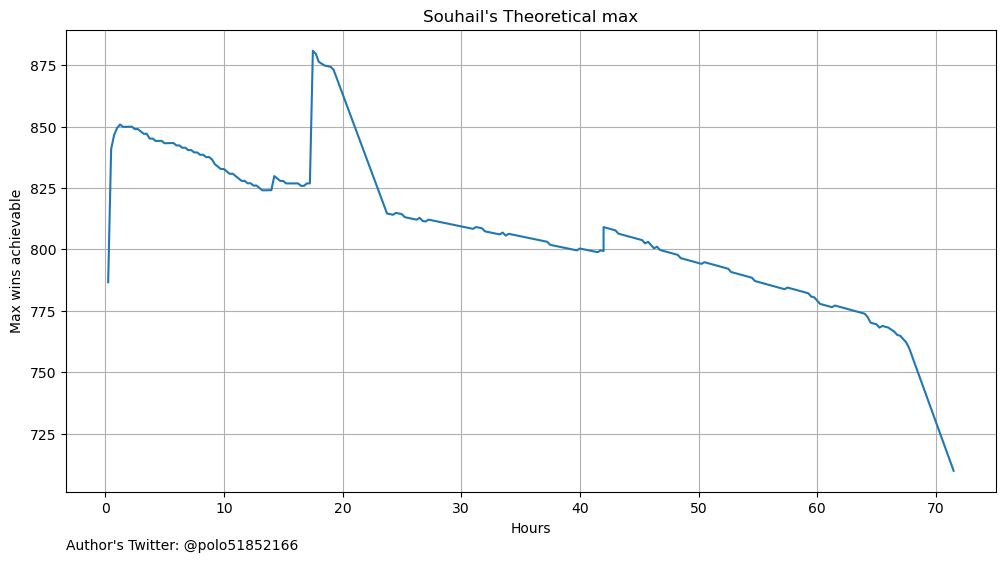 Souhail's Theoretical max
Max wins achievable
875
850
825
800
775
750
725
0 10 20 30 40 50 60 70
Hours
Author's Twitter: @polo51852166